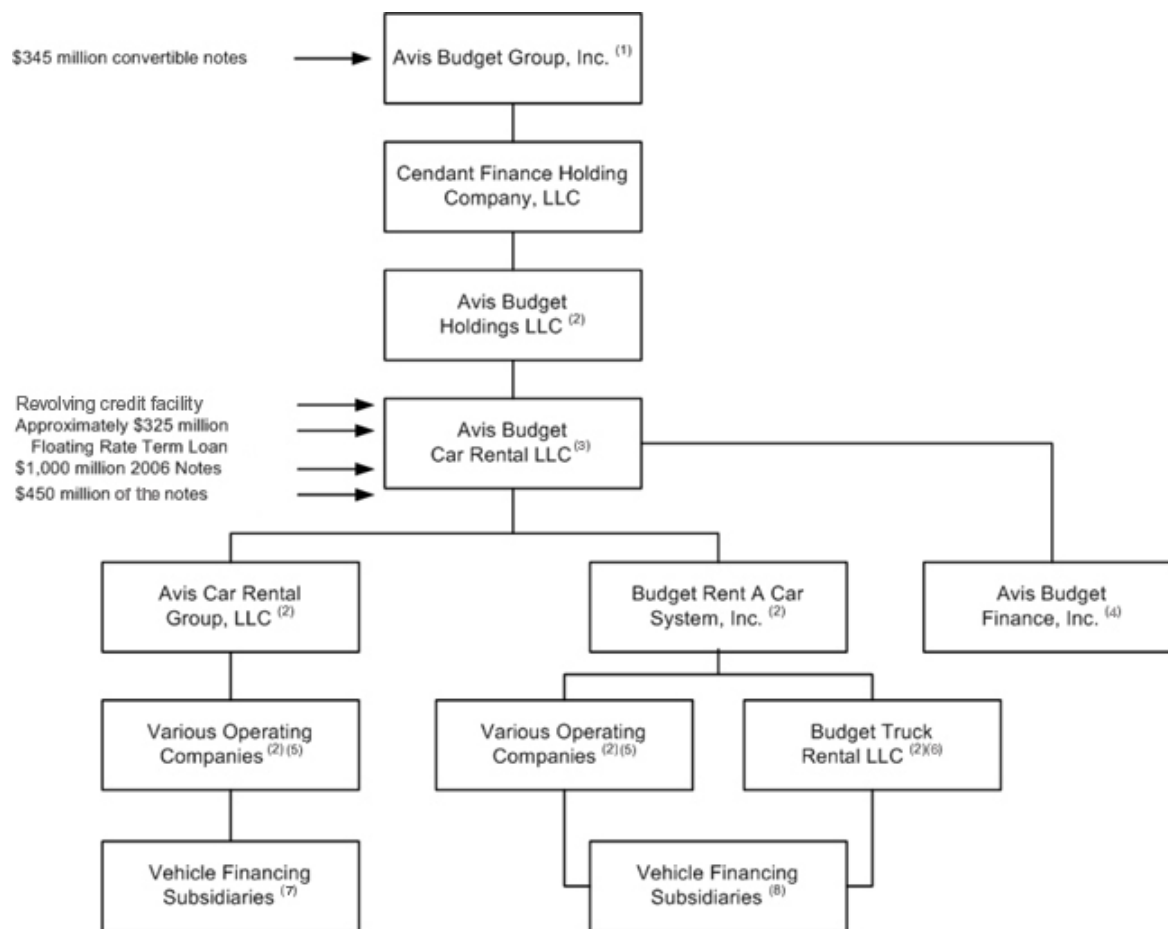 $345 million convertible notes
Avis Budget Group, Inc. (1)
Cendant Finance Holding
Company, LLC
Avis Budget
Holdings LLC (2)
Revolving credit facility
Approximately $325 million
Floating Rate Term Loan
$1,000 million 2006 Notes
$450 million of the notes
Avis Budget
Car Rental LLC (3)
Avis Car Rental
Group, LLC (2)
Budget Rent A Car
System, Inc. (2)
Avis Budget
Finance, Inc. (4)
Various Operating
Companies (2) (5)
Various Operating
Companies (2) (5)
Budget Truck
Rental LLC (2)(6)
Vehicle Financing
Subsidiaries (7)
Vehicle Financing
Subsidiaries (8)